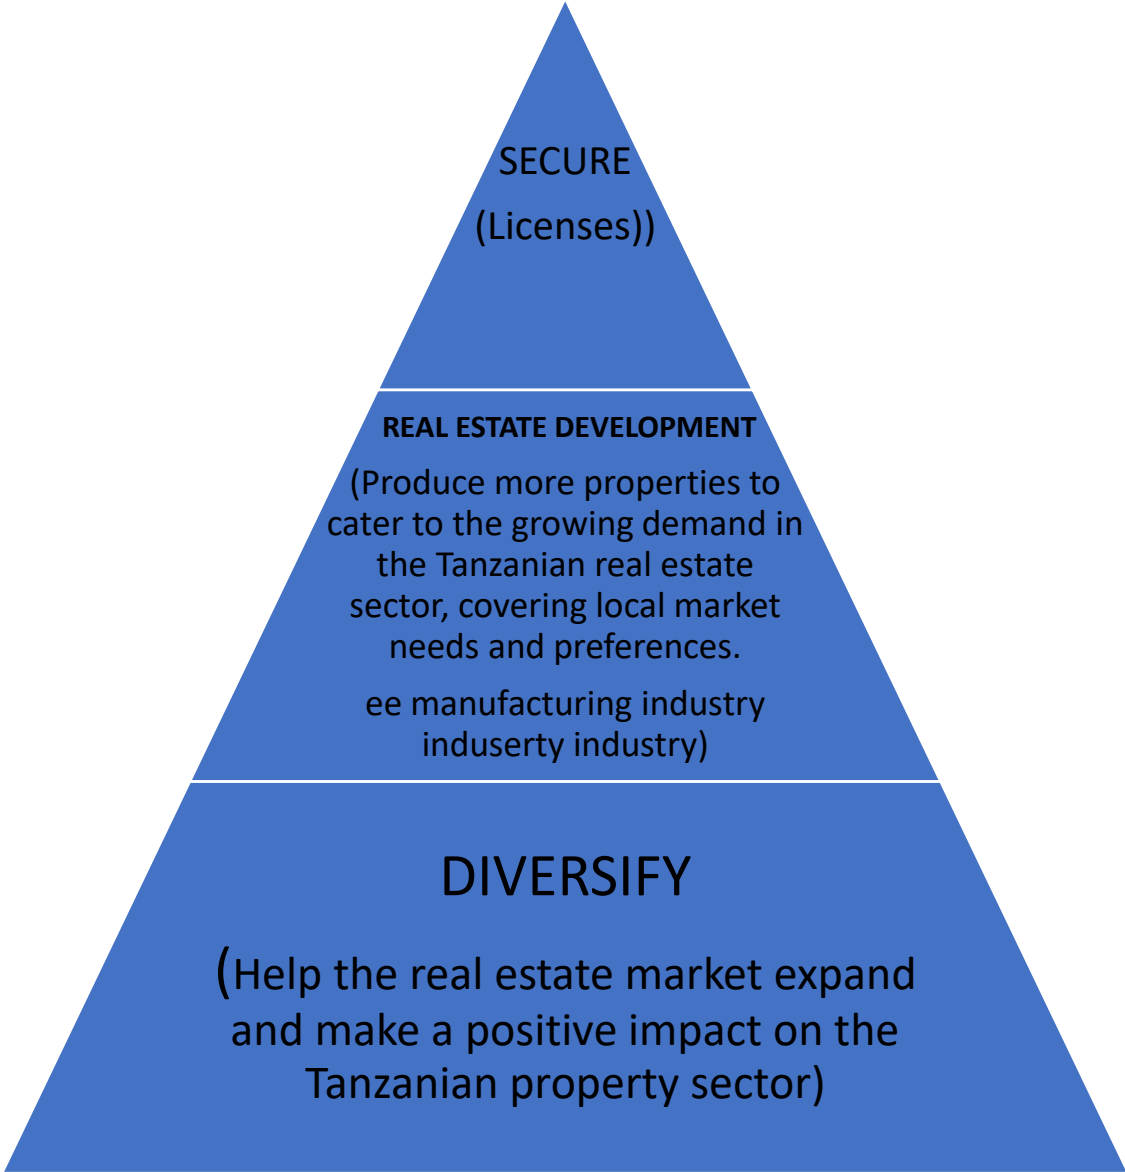 SECURE
(Licenses))
REAL ESTATE DEVELOPMENT
(Produce more properties to
cater to the growing demand in
the Tanzanian real estate
sector, covering local market
needs and preferences.
ee manufacturing industry
induserty industry)
DIVERSIFY
(Help the real estate market expand
and make a positive impact on the
Tanzanian property sector)